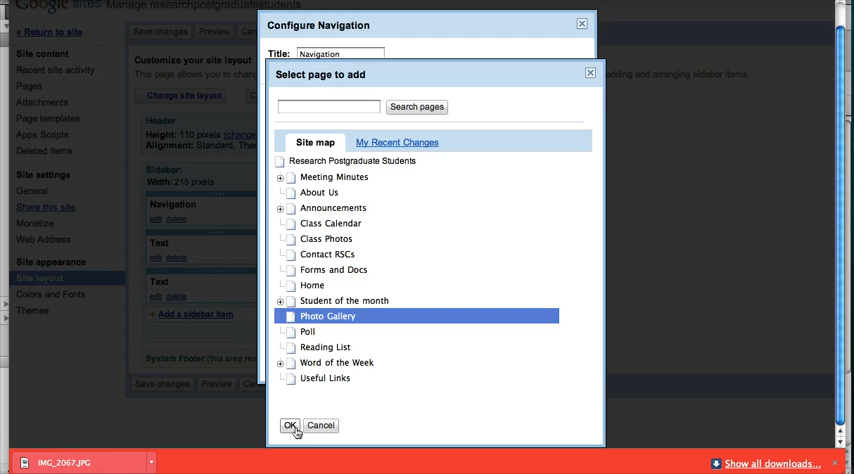 Google sites Manage researchpostgraduatestudents
« Return to site
Site content
Recent site activity
Pages
Attachments
Page templates
Apps Scripts
Deleted items
Site settings
General
Share this site
Monetize
Web Address
Site appearance
Site layout
Colors and Fonts
Themes
Save changes Preview
Customize your site layout
This page allows you to
adding and arranging sidebar items.
Change site layout
Header
Height: 110 pixels (change
Alignment: Standard,
Sidebar:
Width: 215 pixels
Navigation
edit delete
Text
edit delete
Text
edit delete
+ Add a sidebar item
System Footer (this area
Save changes Preview
Configure Navigation
Title: Navigation
Select page to add
Search pages
Site map My Recent Changes
Research Postgraduate Students
Meeting Minutes
About Us
Announcements
Class Calendar
Class Photos
Contact RSCs
Forms and Docs
Home
Student of the month
Photo Gallery
Poll
Reading List
Word of the Week
Useful Links
OK Cancel
IMG_2067.JPG
Show all downloads...